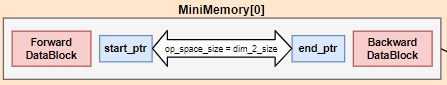 MiniMemory[0]
Forward
DataBlock
start_ptr
op_space_size = dim_2_size
end_ptr
Backward
DataBlock